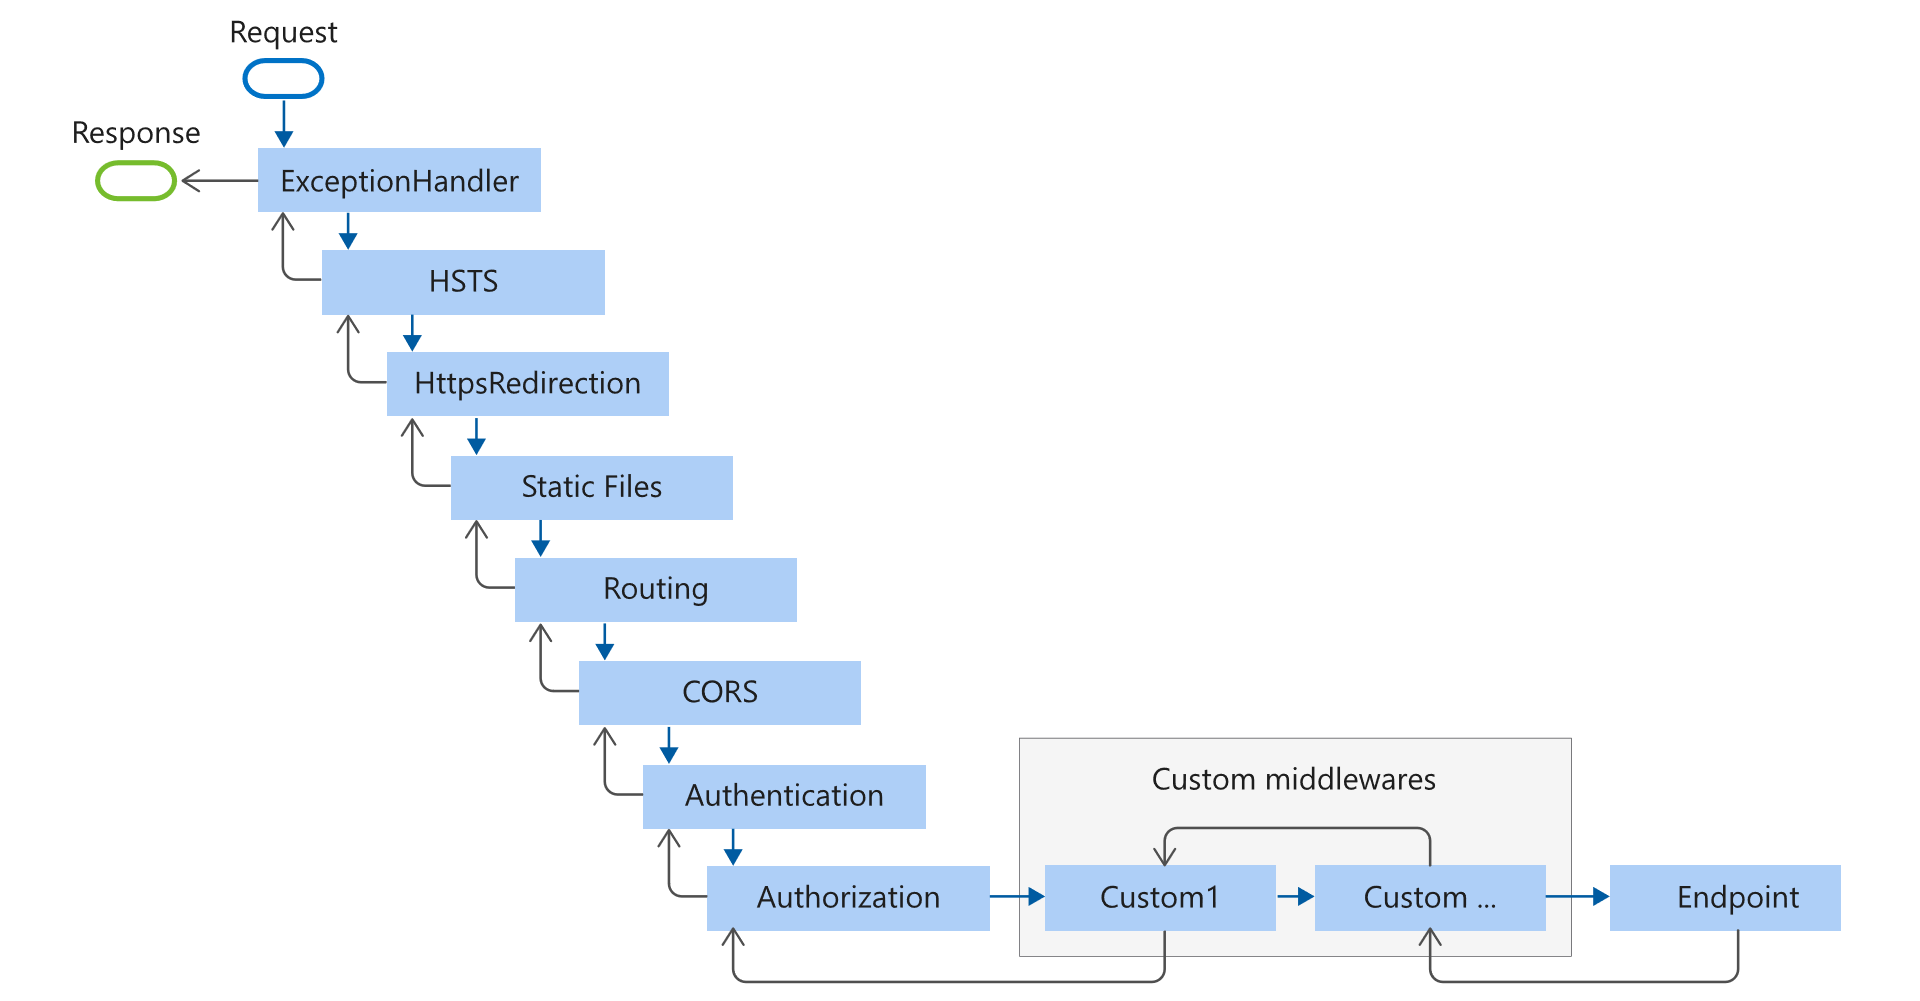 Request
Response
ExceptionHandler
HSTS
HttpsRedirection
Static Files
Routing
CORS
Authentication
Custom middlewares
Authorization
Custom1
Custom ...
Endpoint